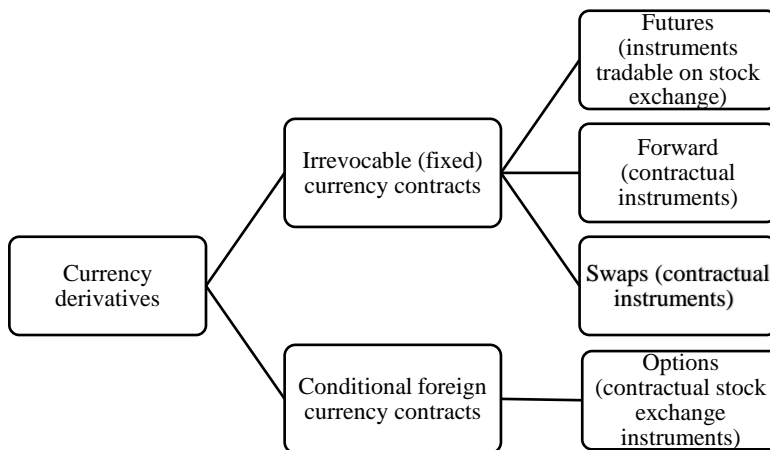 Futures
(instruments
tradable on stock
exchange)
Irrevocable (fixed)
currency contracts
Forward
(contractual
instruments)
Currency
derivatives
Swaps (contractual
instruments)
Conditional foreign
currency contracts
Options
(contractual stock
exchange
instruments)